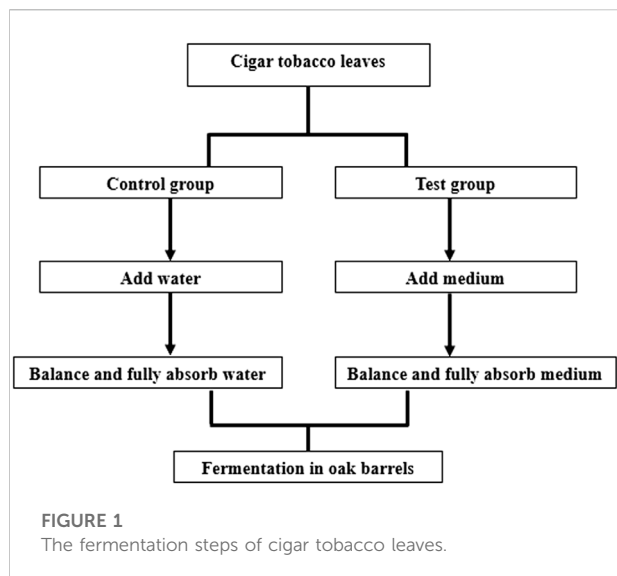 Cigar tobacco leaves
Control group
Test group
Add water
Add medium
Balance and fully absorb water
Balance and fully absorb medium
Fermentation in oak barrels
FIGURE 1
The fermentation steps of cigar tobacco leaves.